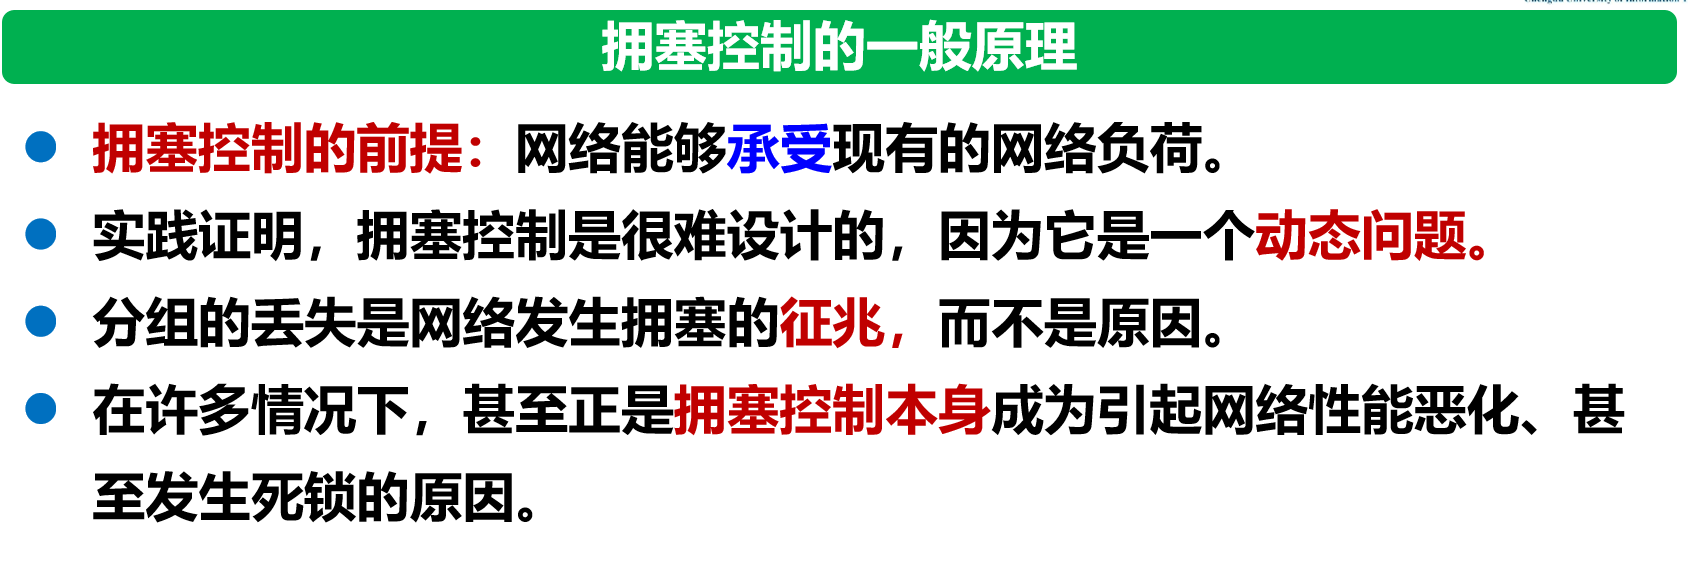 拥塞控制的一般原理
拥塞控制的前提：网络能够承受现有的网络负荷。
实践证明，拥塞控制是很难设计的，因为它是一个动态问题。
分组的丢失是网络发生拥塞的征兆，而不是原因。
在许多情况下，甚至正是拥塞控制本身成为引起网络性能恶化、甚
至发生死锁的原因。